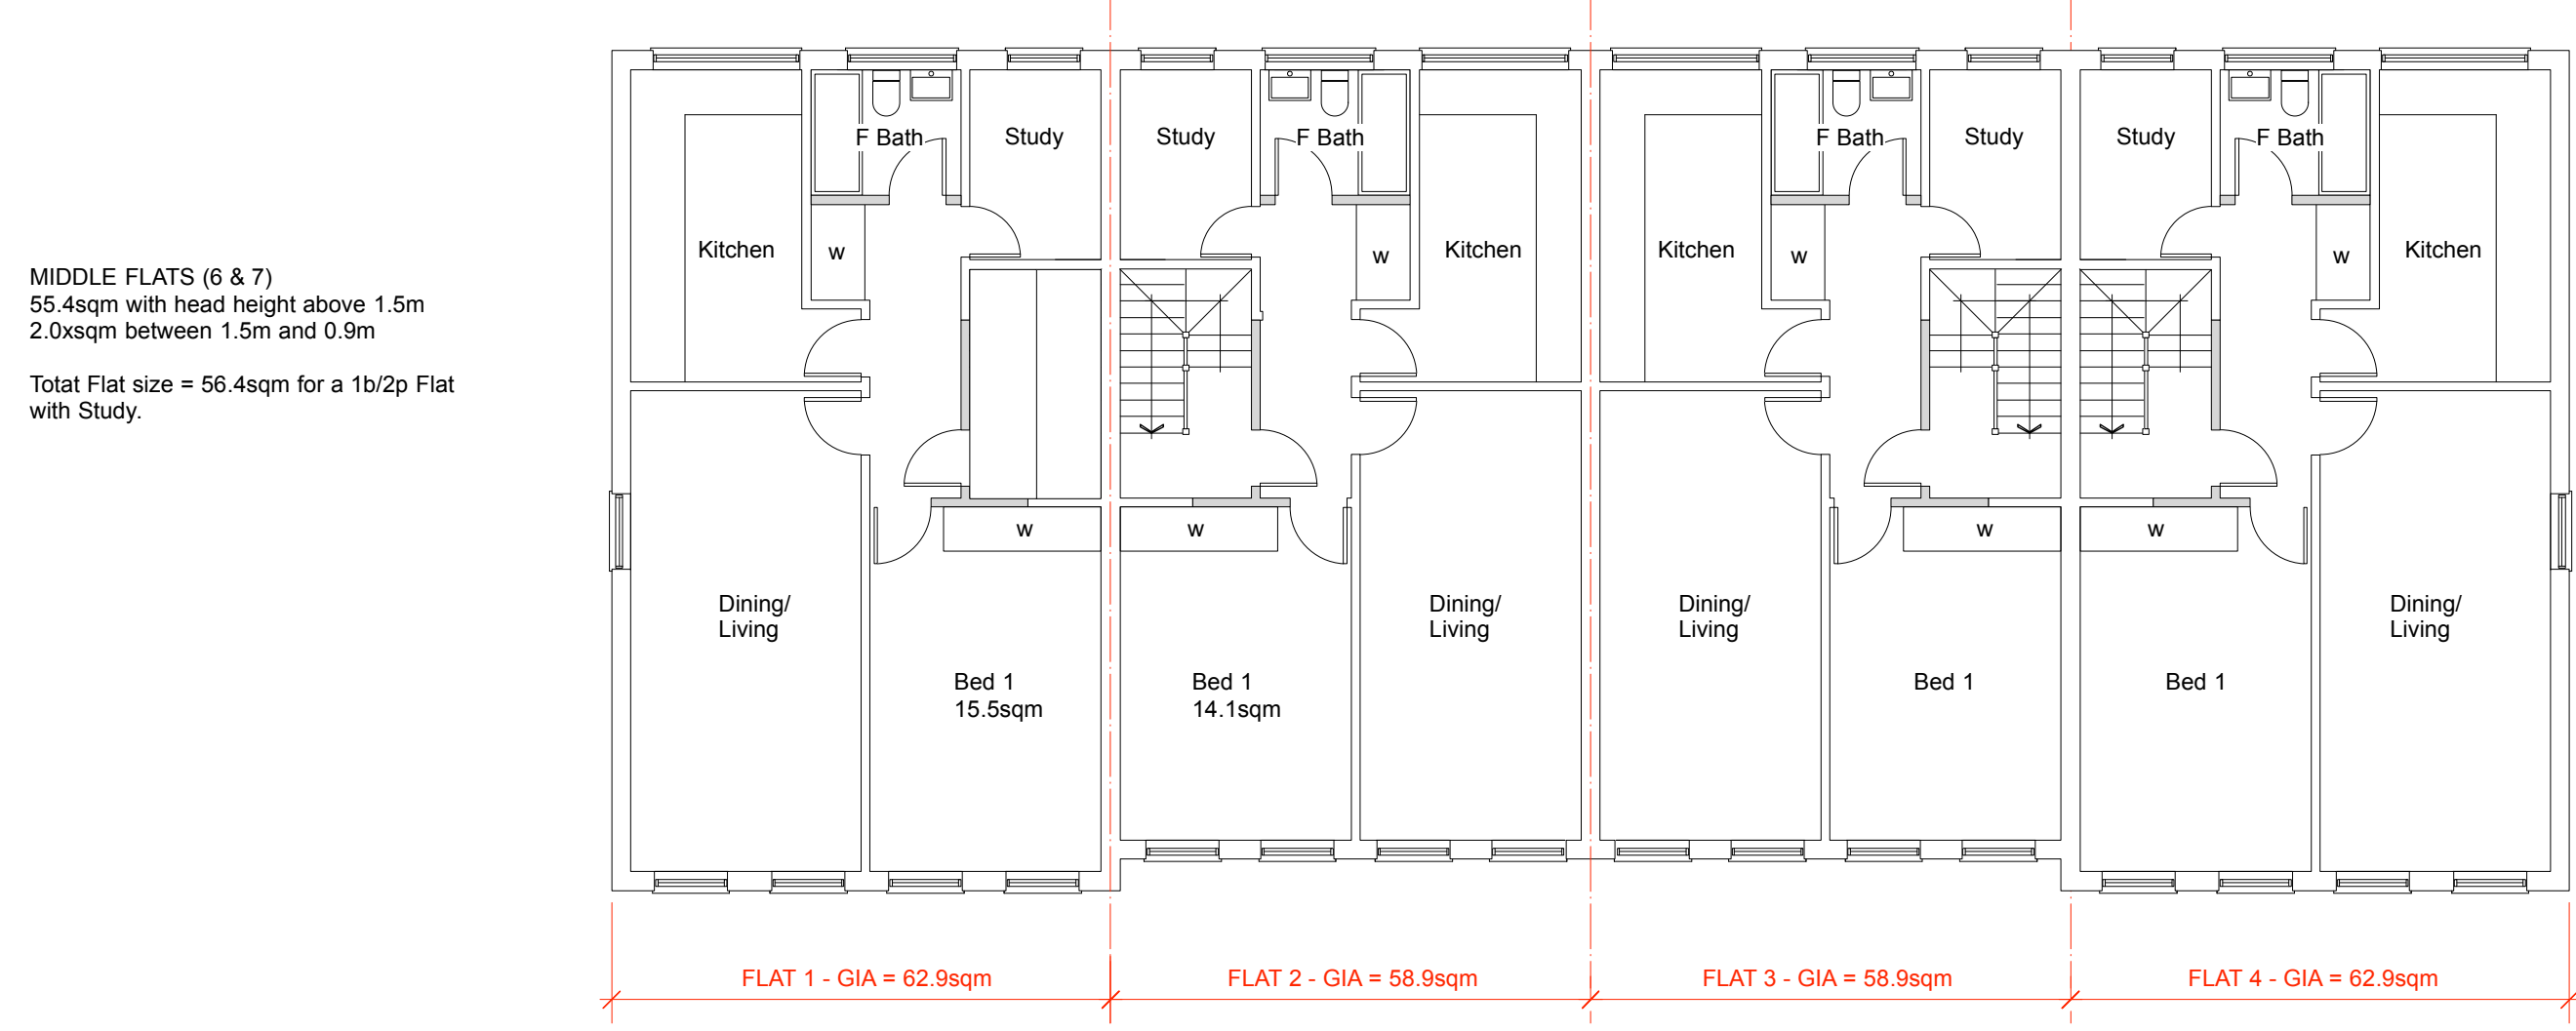 MIDDLE FLATS (6 & 7)
55.4sqm with head height above 1.5m
2.0xsqm between 1.5m and 0.9m
Totat Flat size = 56.4sqm for a 1b/2p Flat
with Study.
F Bath
Study
Study
F Bath
F Bath
Study
Study
F Bath
Kitchen
w
w
Kitchen
Kitchen
w
w
Kitchen
w
w
w
w
Dining/
Living
Dining/
Living
Dining/
Living
Dining/
Living
Bed 1
15.5sqm
Bed 1
14.1sqm
Bed 1
Bed 1
FLAT 1 - GIA = 62.9sqm
FLAT 2 - GIA = 58.9sqm
FLAT 3 - GIA = 58.9sqm
FLAT 4 - GIA = 62.9sqm